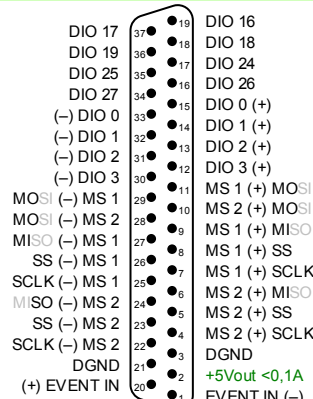 DIO 17 37 19 DIO 16
DIO 19 36 18 DIO 18
DIO 25 35 17 DIO 24
DIO 27 34 16 DIO 26
(–) DIO 0 33 15 DIO 0 (+)
(–) DIO 1 32 14 DIO 1 (+)
(–) DIO 2 31 13 DIO 2 (+)
(–) DIO 3 30 12 DIO 3 (+)
MOSI (–) MS 1 29 11 MS 1 (+) MOSI
MOSI (–) MS 2 28 10 MS 2 (+) MOSI
MISO (–) MS 1 27 9 MS 1 (+) MISO
SS (–) MS 1 26 8 MS 1 (+) SS
SCLK (–) MS 1 25 7 MS 1 (+) SCLK
MISO (–) MS 2 24 6 MS 2 (+) MISO
SS (–) MS 2 23 5 MS 2 (+) SS
SCLK (–) MS 2 22 4 MS 2 (+) SCLK
DGND 21 3 DGND
(+) EVENT IN 20 2 +5Vout <0,1A
1 EVENT IN (–)